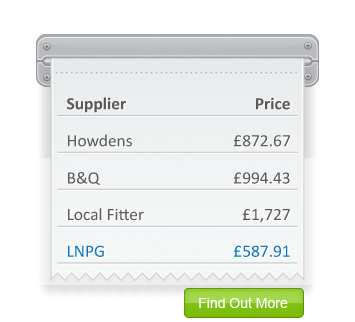 Supplier Price
Howdens £872.67
B&Q £994.43
Local Fitter £1,727
LNPG £587.91
Find Out More